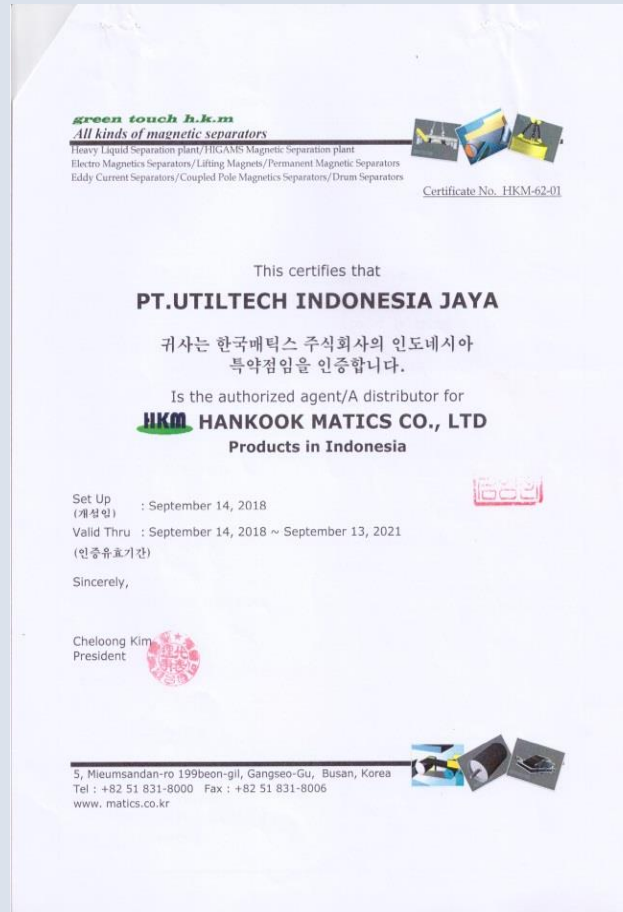 green touch h.k.m
All kinds of magnetic separators
Heavy Liquid Separation plant/HIGAMS Magnetic Separation plant
Electro Magnetics Separators/Lifting Magnets/Permanent Magnetic Separators
Eddy Current Separators/Coupled Pole Magnetics Separators/Drum Separators
Certificate No. HKM-62-01
This certifies that
PT.UTILTECH INDONESIA JAYA
귀사는 한국매틱스 주식회사의 인도네시아
특약점임을 인증합니다.
Is the authorized agent/A distributor for
HKM HANKOOK MATICS CO., LTD
Products in Indonesia
Set Up : September 14, 2018
(개설일)
Valid Thru : September 14, 2018 ~ September 13, 2021
(인증유효기간)
Sincerely,
Cheloong Kim
President
5, Mieumsandan-ro 199beon-gil, Gangseo-Gu, Busan, Korea
Tel : +82 51 831-8000 Fax : +82 51 831-8006
www. matics.co.kr